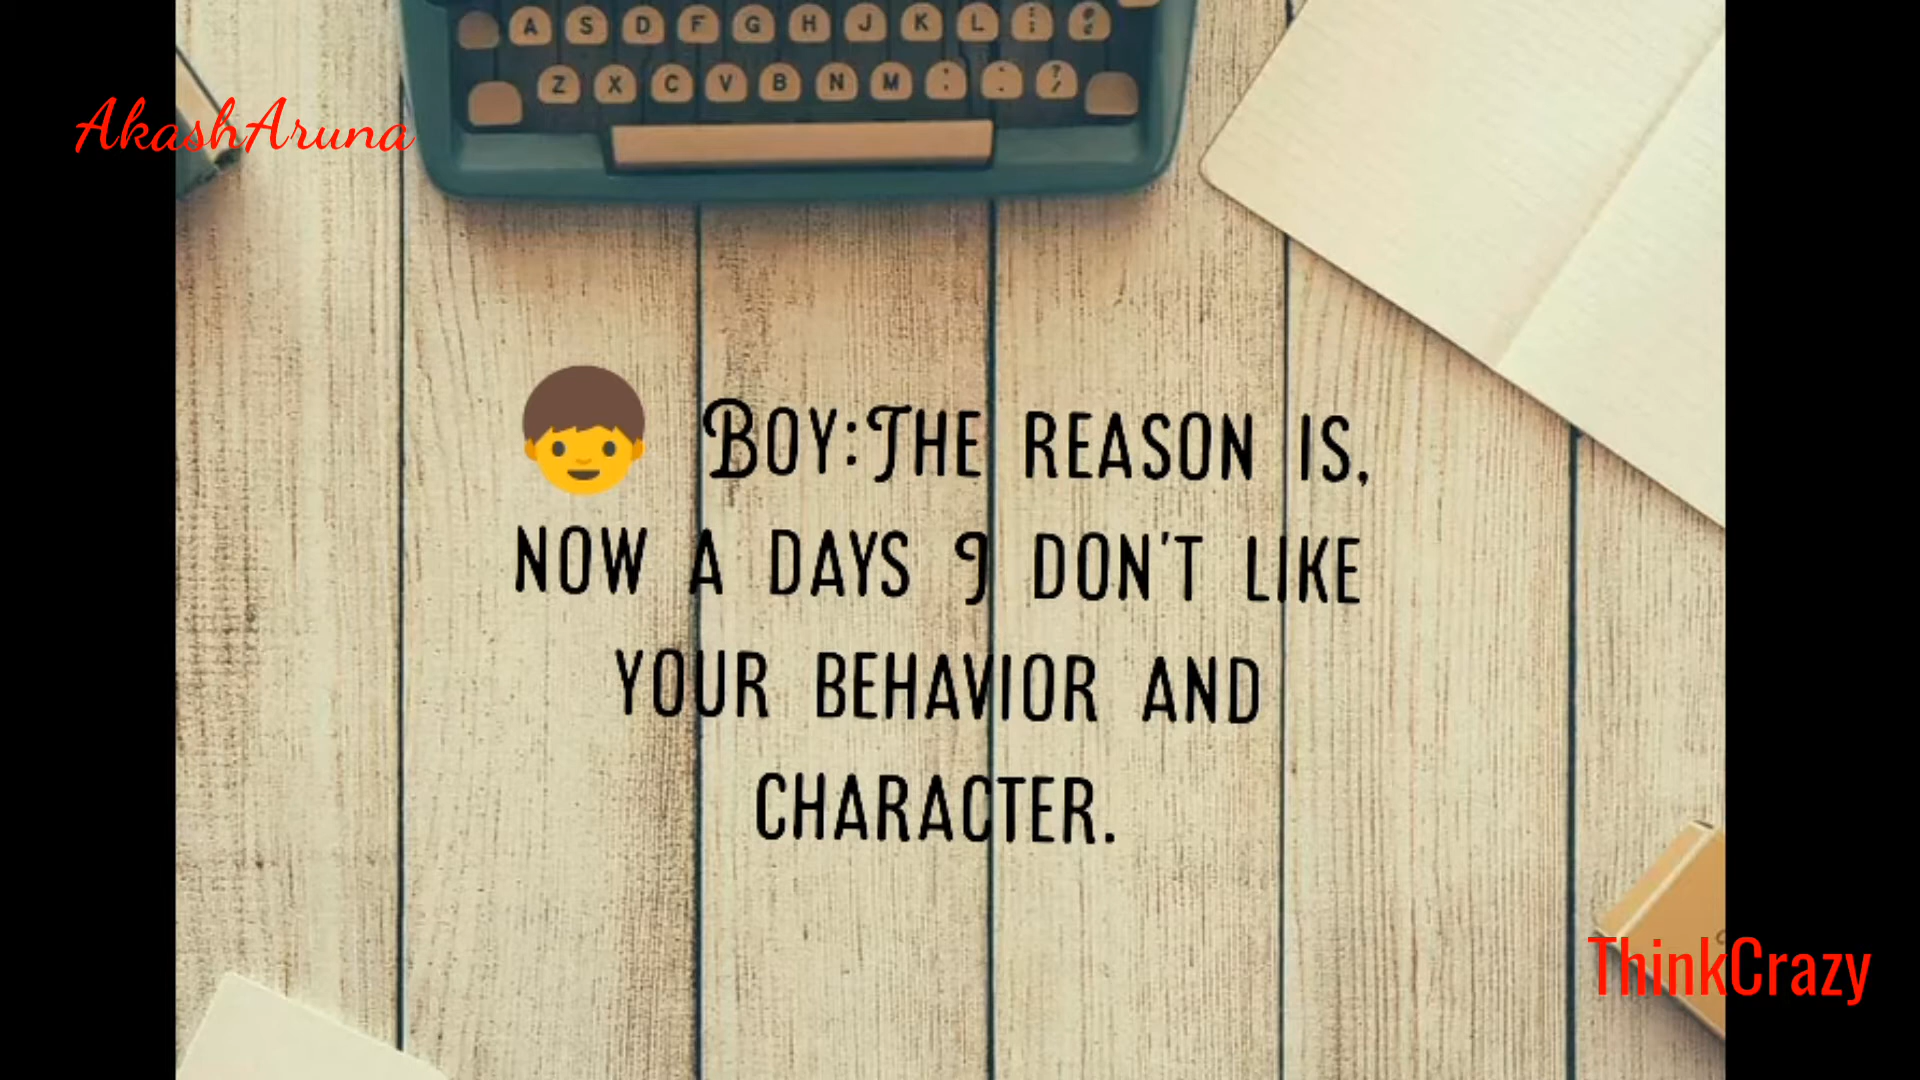 A S D F G H J K L
Z X C V B N M
AkashAruna
Boy:The reason is,
now a days I don't like
your behavior and
character.
ThinkCrazy